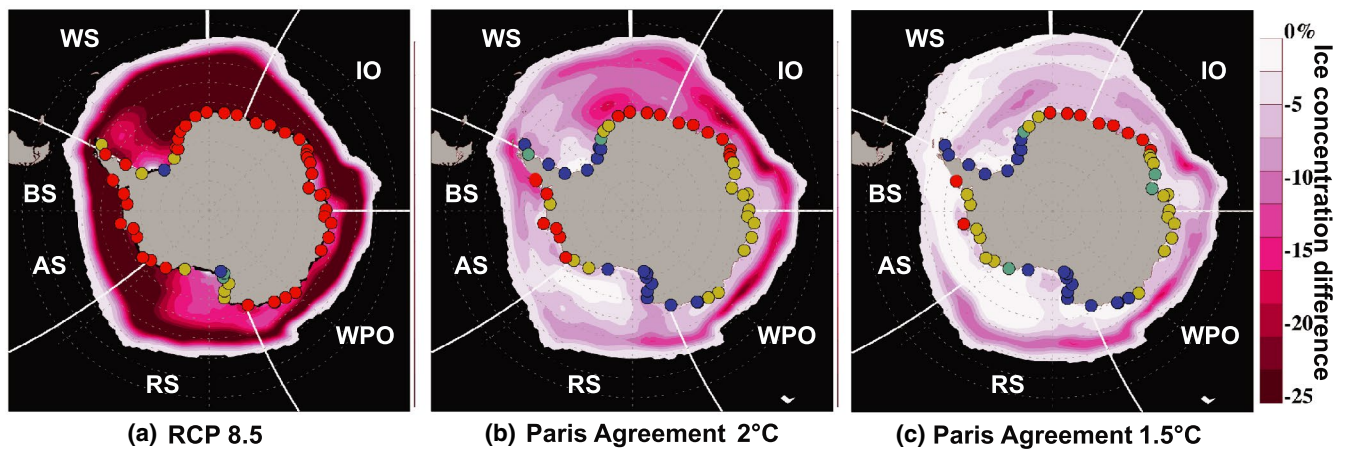 WS
IO
BS
AS
WPO
RS
(a) RCP 8.5
WS
IO
BS
AS
WPO
RS
(b) Paris Agreement 2°C
WS
IO
BS
AS
WPO
RS
(c) Paris Agreement 1.5°C
0%
-5
-10
-15
-20
-25
Ice concentration difference